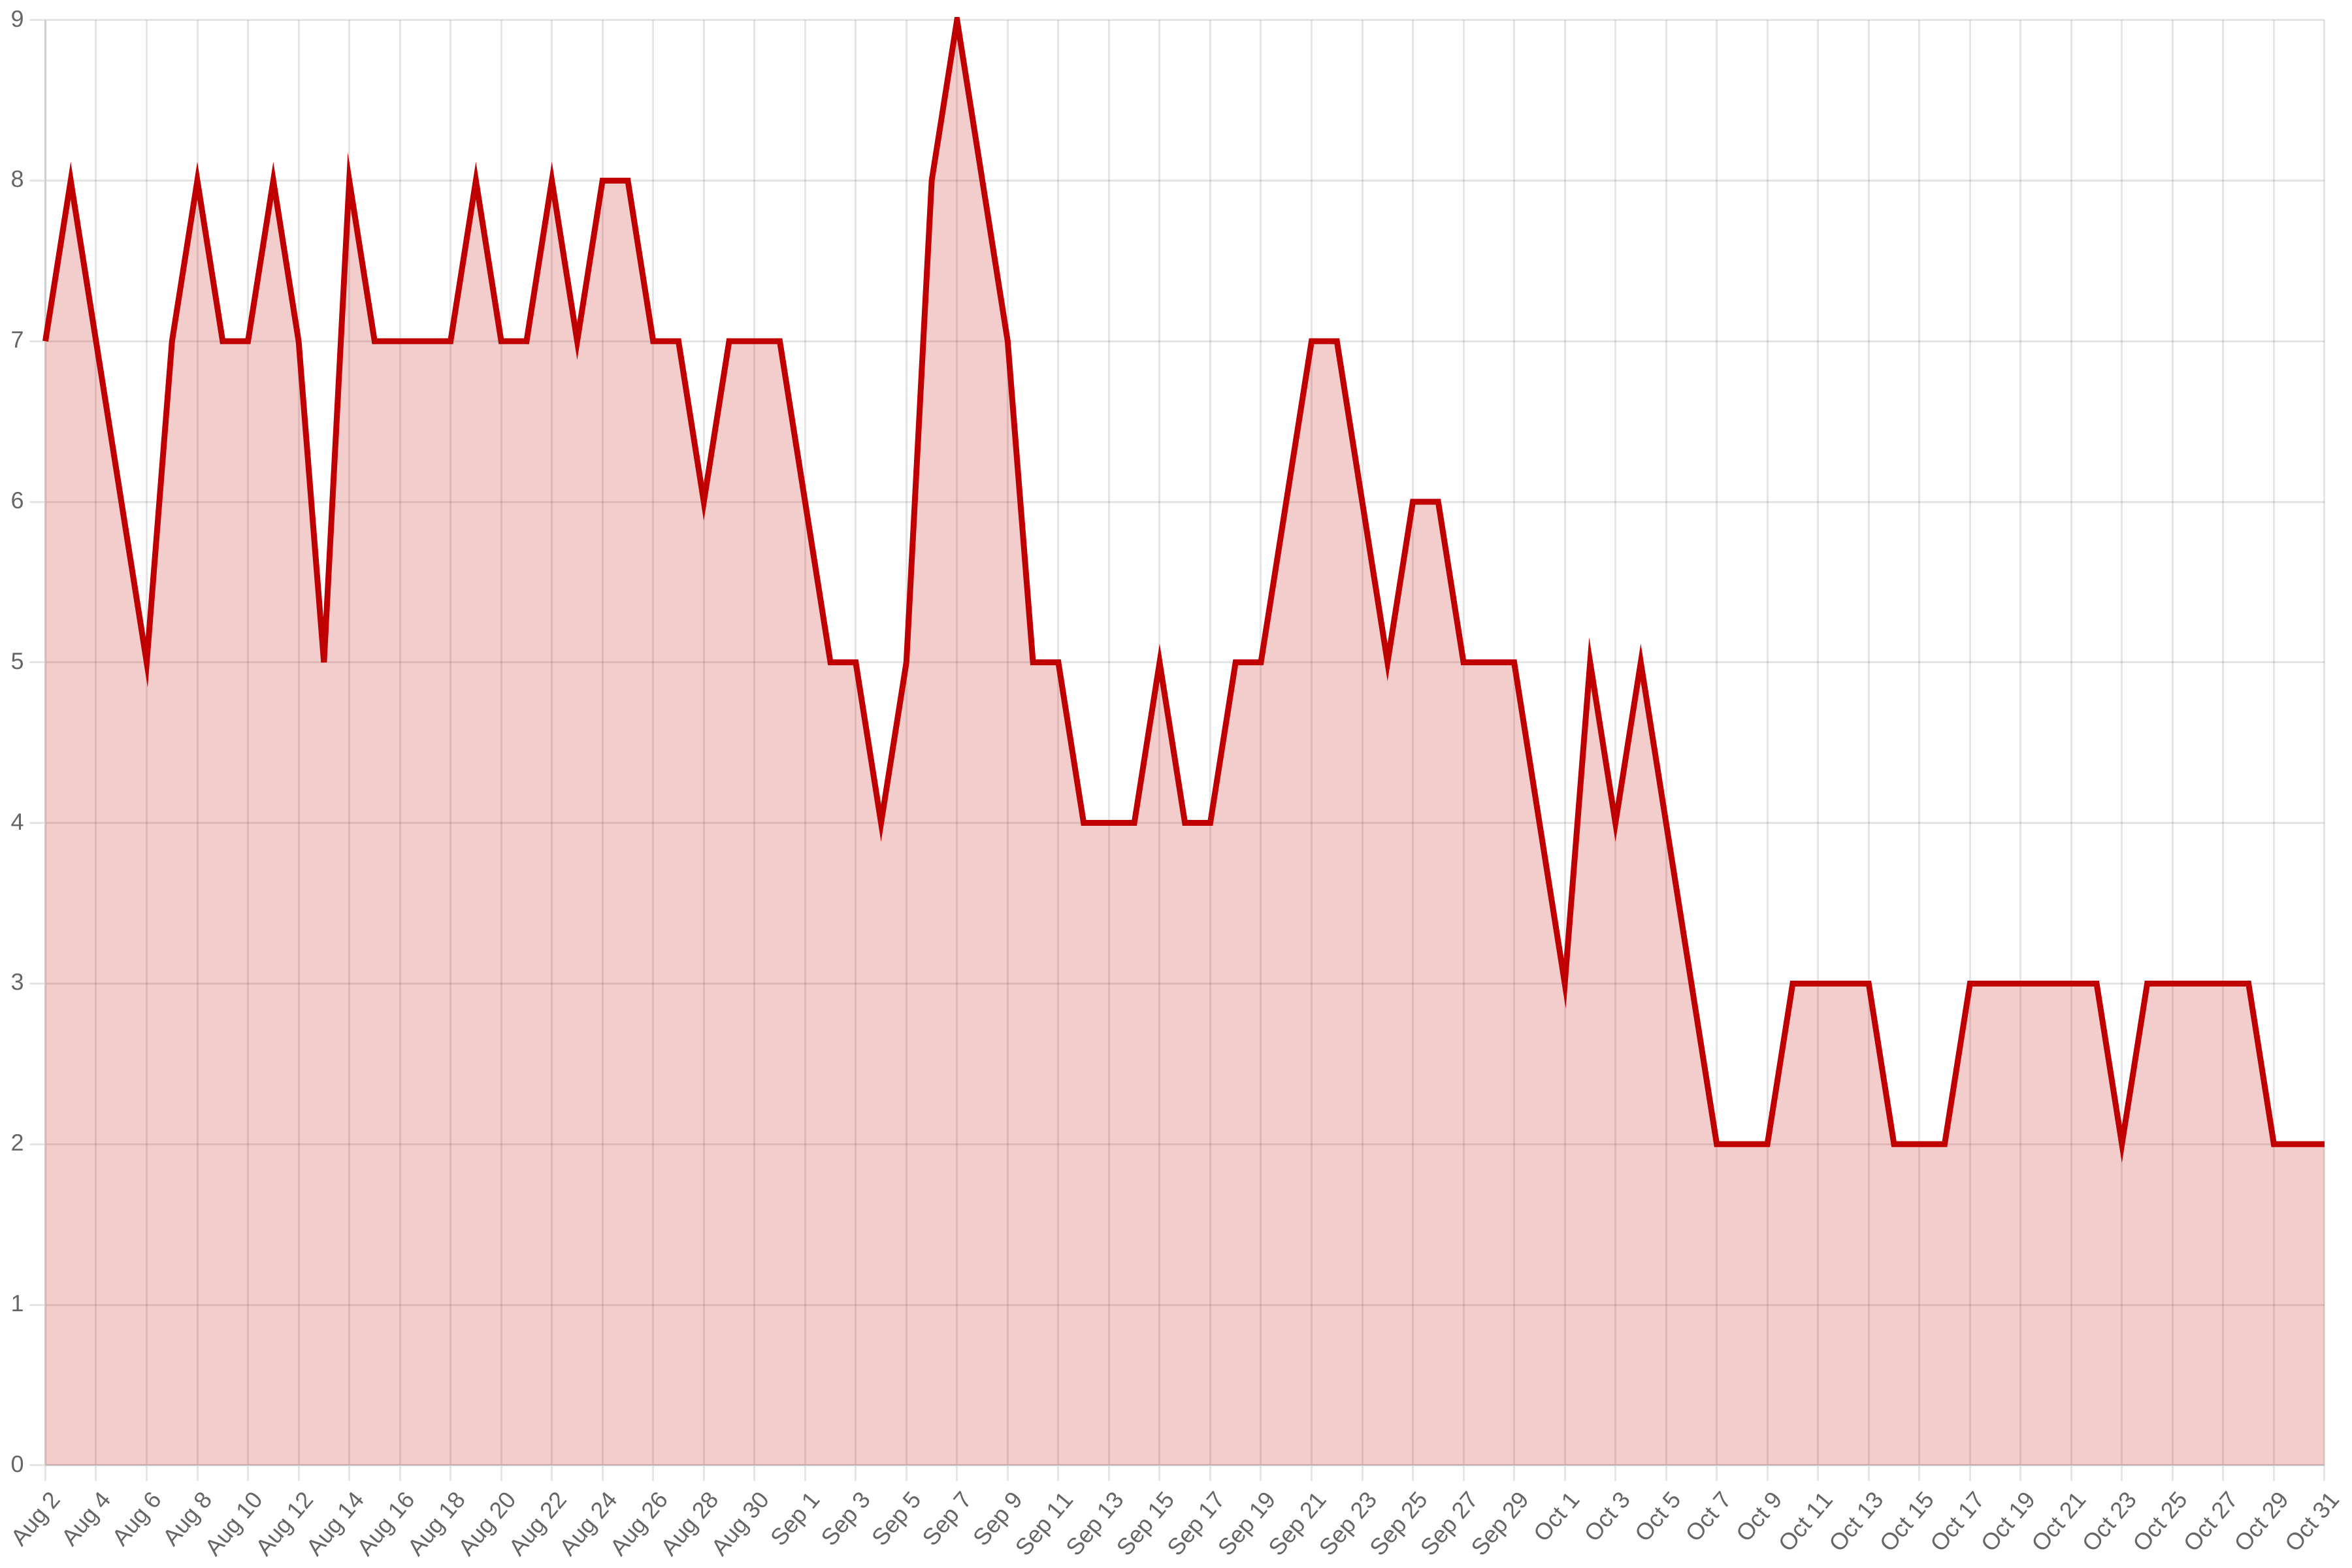 9
8
7
6
5
4
3
2
1
0
Aug 2
Aug 4
Aug 6
Aug 8
Aug 10
Aug 12
Aug 14
Aug 16
Aug 18
Aug 20
Aug 22
Aug 24
Aug 26
Aug 28
Aug 30
Sep 1
Sep 3
Sep 5
Sep 7
Sep 9
Sep 11
Sep 13
Sep 15
Sep 17
Sep 19
Sep 21
Sep 23
Sep 25
Sep 27
Sep 29
Oct 1
Oct 3
Oct 5
Oct 7
Oct 9
Oct 11
Oct 13
Oct 15
Oct 17
Oct 19
Oct 21
Oct 23
Oct 25
Oct 27
Oct 29
Oct 31